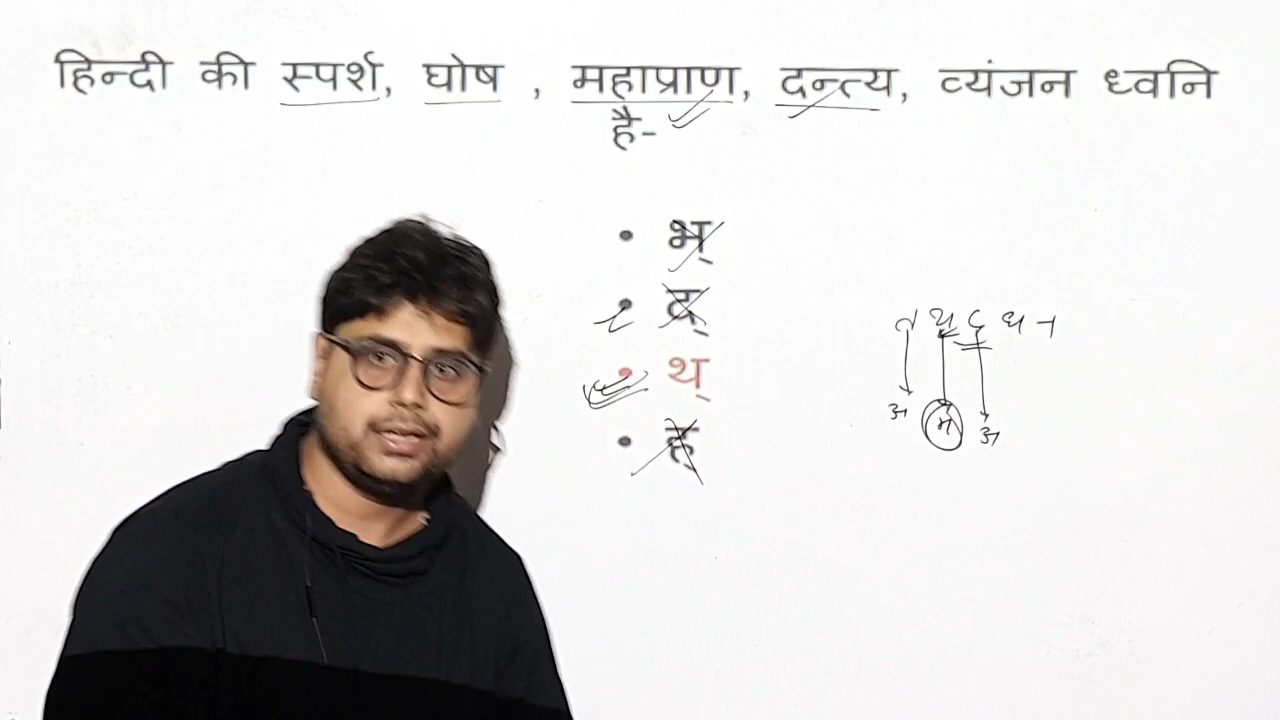 हिन्दी की स्पर्श, घोष , महाप्राण, दन्त्य, व्यंजन ध्वनि
है-
• भ्
• द्
• थ्
• ह्
त थ द ध न
अ म अ